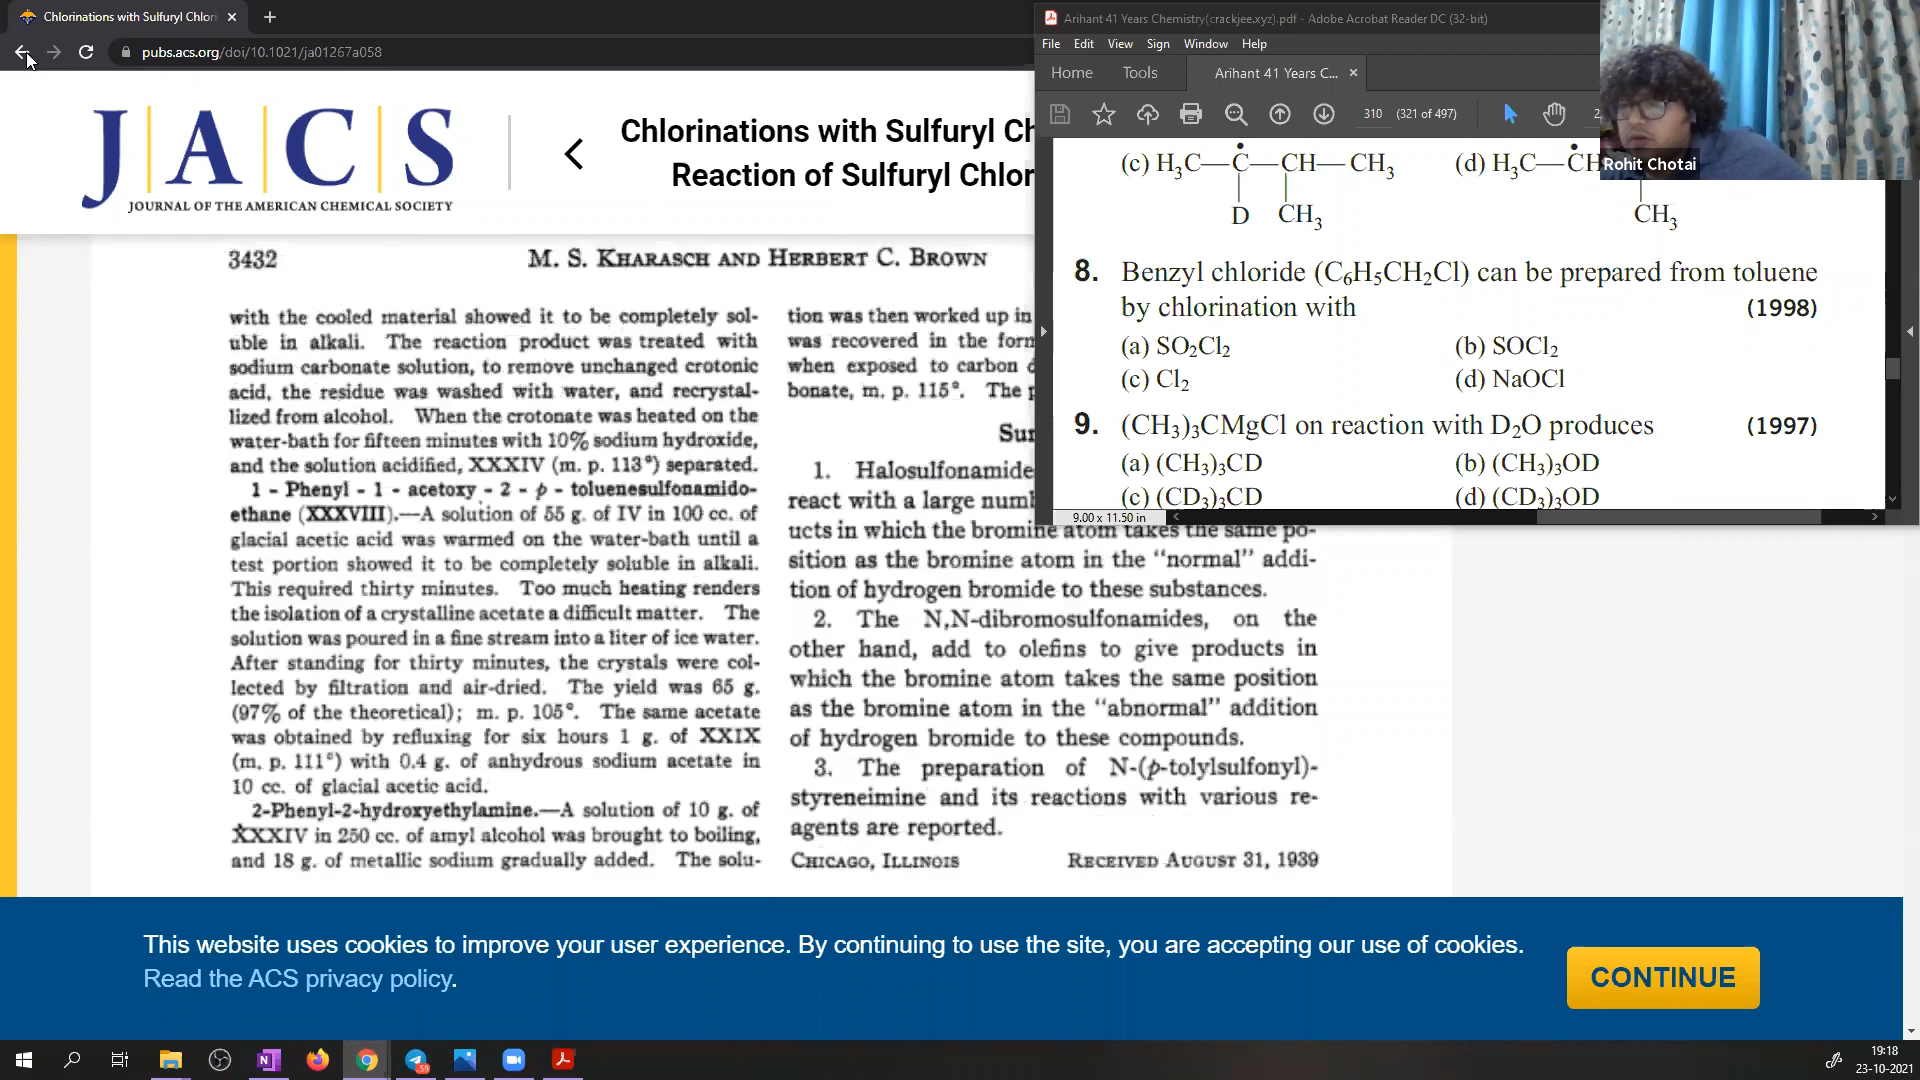 Chlorinations with Sulfuryl Chlori
pubs.acs.org/doi/10.1021/ja01267a058
JACS
JOURNAL OF THE AMERICAN CHEMICAL SOCIETY
Chlorinations with Sulfuryl Ch
Reaction of Sulfuryl Chlor
3432
M. S. KHARASCH AND HERBERT C. BROWN
with the cooled material showed it to be completely sol-
uble in alkali. The reaction product was treated with
sodium carbonate solution, to remove unchanged crotonic
acid, the residue was washed with water, and recrystal-
lized from alcohol. When the crotonate was heated on the
water-bath for fifteen minutes with 10% sodium hydroxide,
and the solution acidified, XXXIV (m. p. 113°) separated.
1 - Phenyl - 1 - acetoxy - 2 - p - toluenesulfonamido-
ethane (XXXVIII).—A solution of 55 g. of IV in 100 cc. of
glacial acetic acid was warmed on the water-bath until a
test portion showed it to be completely soluble in alkali.
This required thirty minutes. Too much heating renders
the isolation of a crystalline acetate a difficult matter. The
solution was poured in a fine stream into a liter of ice water.
After standing for thirty minutes, the crystals were col-
lected by filtration and air-dried. The yield was 65 g.
(97% of the theoretical); m. p. 105°. The same acetate
was obtained by refluxing for six hours 1 g. of XXIX
(m. p. 111°) with 0.4 g. of anhydrous sodium acetate in
10 cc. of glacial acetic acid.
2-Phenyl-2-hydroxyethylamine.—A solution of 10 g. of
XXXIV in 250 cc. of amyl alcohol was brought to boiling,
and 18 g. of metallic sodium gradually added. The solu-
tion was then worked up in
was recovered in the form
when exposed to carbon d
bonate, m. p. 115°. The p
Sum
1. Halosulfonamide
react with a large numb
ucts in which the bromine atom takes the same po-
sition as the bromine atom in the “normal” addi-
tion of hydrogen bromide to these substances.
2. The N,N-dibromosulfonamides, on the
other hand, add to olefins to give products in
which the bromine atom takes the same position
as the bromine atom in the “abnormal” addition
of hydrogen bromide to these compounds.
3. The preparation of N-(p-tolylsulfonyl)-
styreneimine and its reactions with various re-
agents are reported.
CHICAGO, ILLINOIS RECEIVED AUGUST 31, 1939
Arihant 41 Years Chemistry(crackjee.xyz).pdf - Adobe Acrobat Reader DC (32-bit)
File Edit View Sign Window Help
Home Tools Arihant 41 Years C...
310 (321 of 497)
(c) H3C—Ċ—CH—CH3 (d) H3C—ĊH
D CH3 CH3
8. Benzyl chloride (C6H5CH2Cl) can be prepared from toluene
by chlorination with (1998)
(a) SO2Cl2 (b) SOCl2
(c) Cl2 (d) NaOCl
9. (CH3)3CMgCl on reaction with D2O produces (1997)
(a) (CH3)3CD (b) (CH3)3OD
(c) (CD3)3CD (d) (CD3)3OD
9.00 x 11.50 in
Rohit Chotai
This website uses cookies to improve your user experience. By continuing to use the site, you are accepting our use of cookies.
Read the ACS privacy policy.
CONTINUE
19:18
23-10-2021